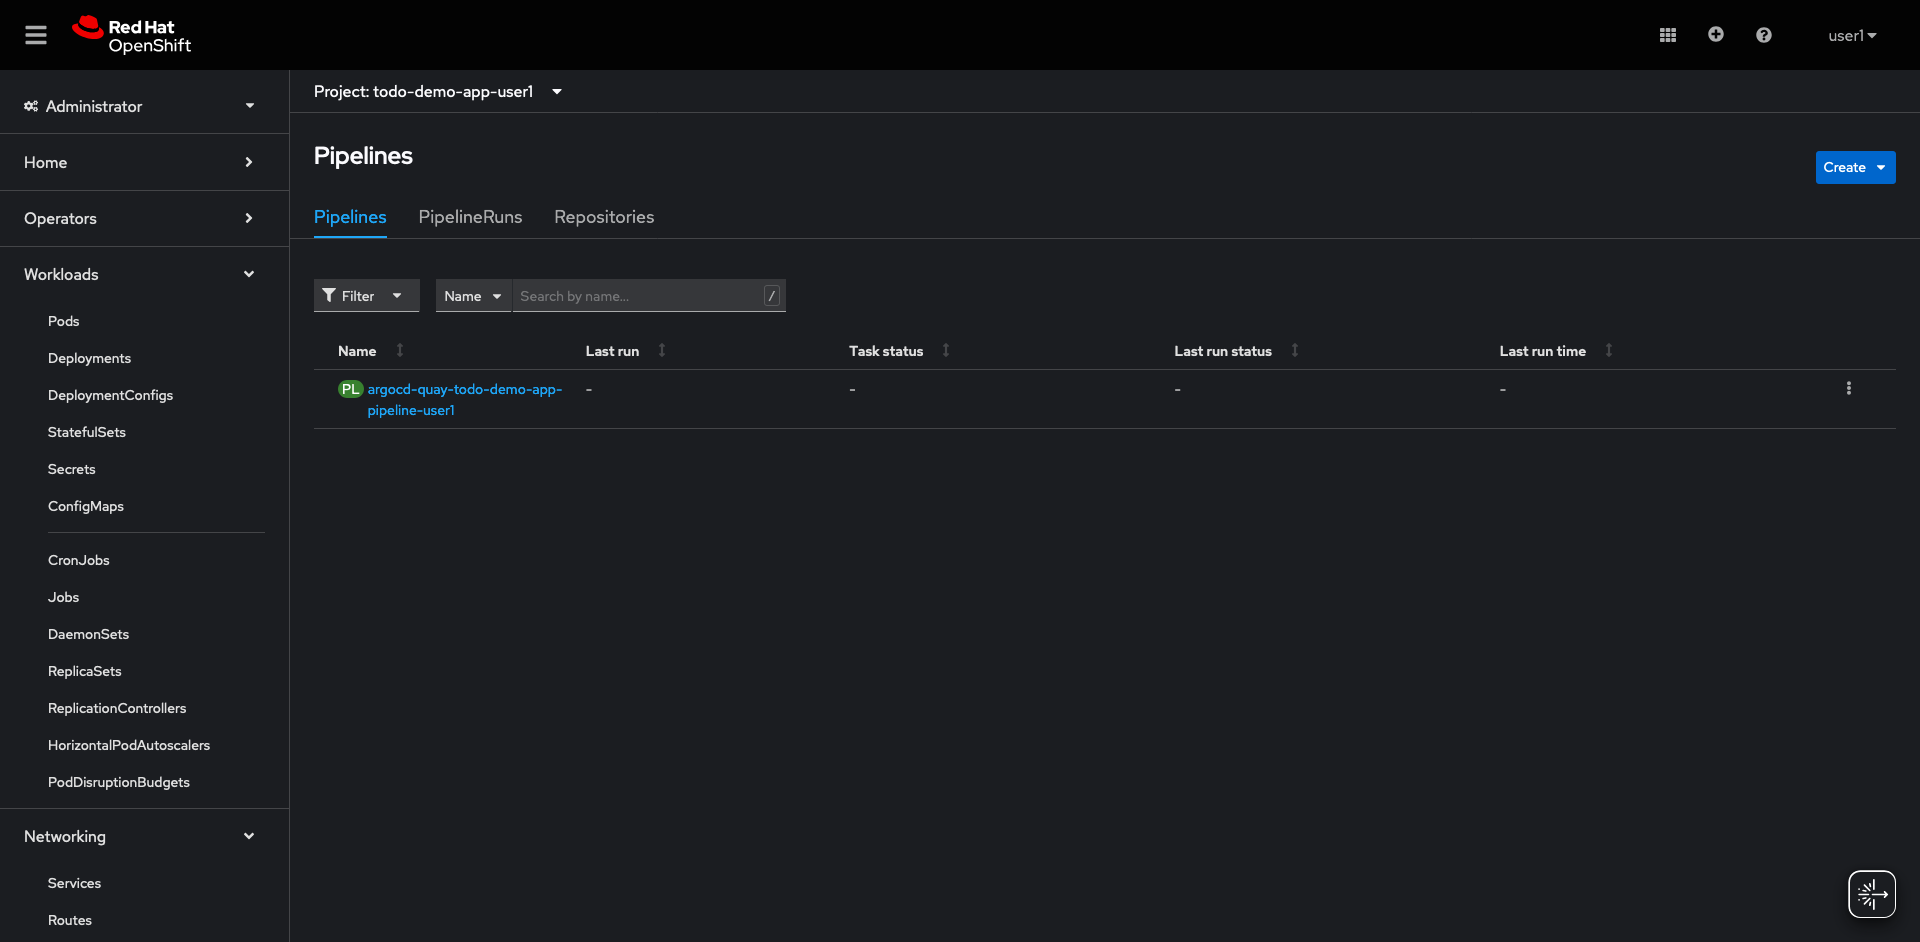 Red Hat
OpenShift
user1
Administrator
Home
Operators
Workloads
Pods
Deployments
DeploymentConfigs
StatefulSets
Secrets
ConfigMaps
CronJobs
Jobs
DaemonSets
ReplicaSets
ReplicationControllers
HorizontalPodAutoscalers
PodDisruptionBudgets
Networking
Services
Routes
Project: todo-demo-app-user1
Pipelines
Create
Pipelines PipelineRuns Repositories
Filter Name Search by name... /
Name Last run Task status Last run status Last run time
PL argocd-quay-todo-demo-app- - - - -
pipeline-user1